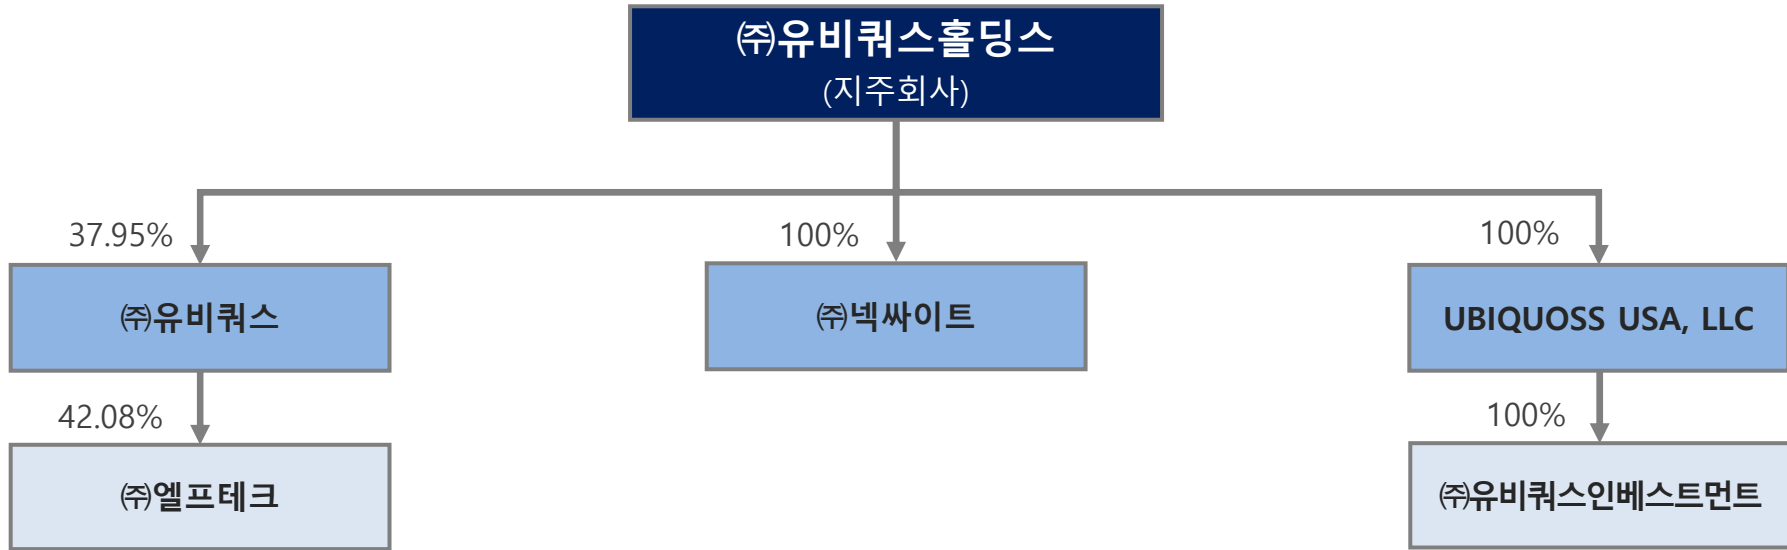 ㈜유비쿼스홀딩스
(지주회사)
37.95%
100%
100%
㈜유비쿼스
㈜넥싸이트
UBIQUOSS USA, LLC
42.08%
100%
㈜엘프테크
㈜유비쿼스인베스트먼트